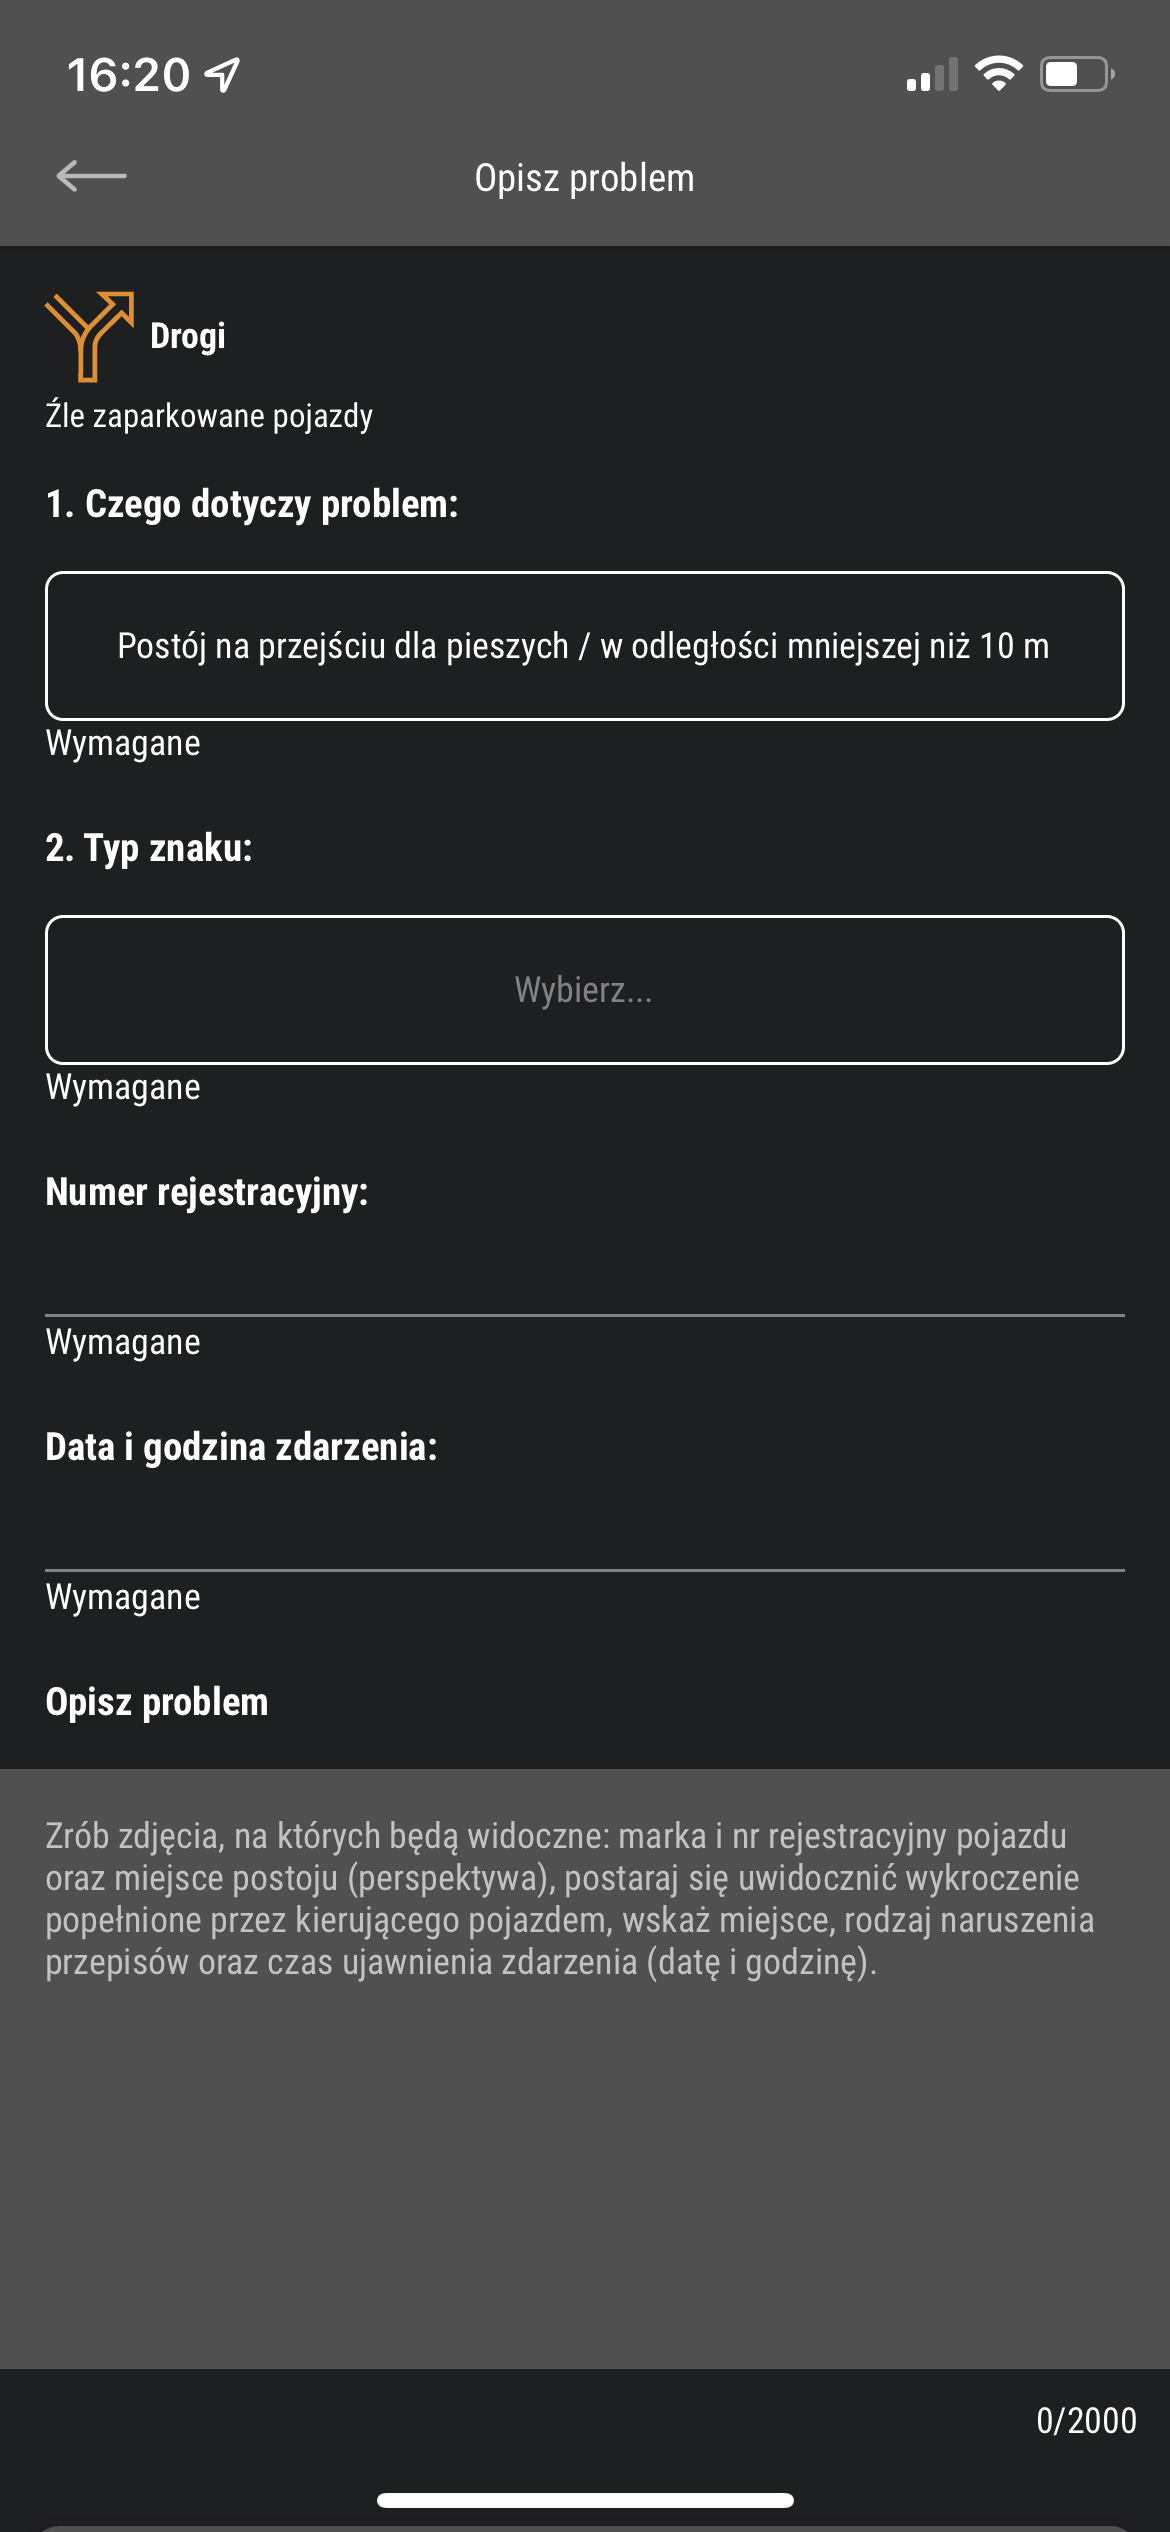 16:20
Opisz problem
Drogi
Źle zaparkowane pojazdy
1. Czego dotyczy problem:
Postój na przejściu dla pieszych / w odległości mniejszej niż 10 m
Wymagane
2. Typ znaku:
Wybierz...
Wymagane
Numer rejestracyjny:
Wymagane
Data i godzina zdarzenia:
Wymagane
Opisz problem
Zrób zdjęcia, na których będą widoczne: marka i nr rejestracyjny pojazdu
oraz miejsce postoju (perspektywa), postaraj się uwidocznić wykroczenie
popełnione przez kierującego pojazdem, wskaż miejsce, rodzaj naruszenia
przepisów oraz czas ujawnienia zdarzenia (datę i godzinę).
0/2000